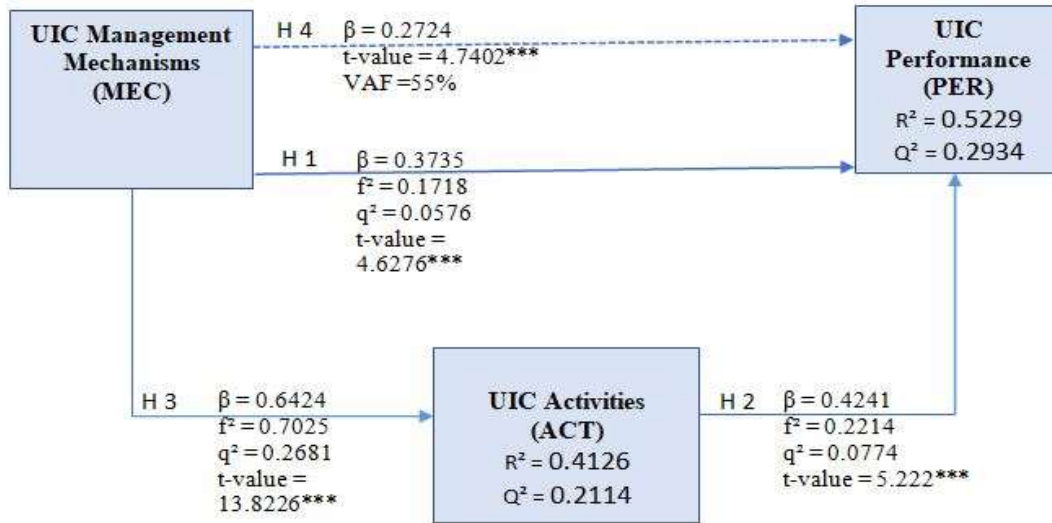 UIC Management
Mechanisms
(MEC)
H 4
β = 0.2724
t-value = 4.7402***
VAF =55%
UIC
Performance
(PER)
R² = 0.5229
Q² = 0.2934
H 1
β = 0.3735
f² = 0.1718
q² = 0.0576
t-value =
4.6276***
H 3
β = 0.6424
f² = 0.7025
q² = 0.2681
t-value =
13.8226***
UIC Activities
(ACT)
R² = 0.4126
Q² = 0.2114
H 2
β = 0.4241
f² = 0.2214
q² = 0.0774
t-value = 5.222***